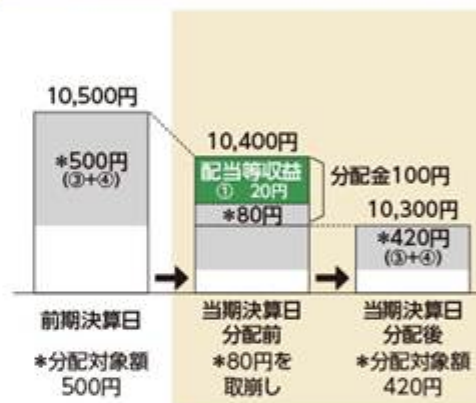 10,500円
*500円
(③+④)
前期決算日
*分配対象額
500円
10,400円
配当等収益
① 20円
*80円
分配金100円
当期決算日
分配前
*80円を
取崩し
10,300円
*420円
(③+④)
当期決算日
分配後
*分配対象額
420円